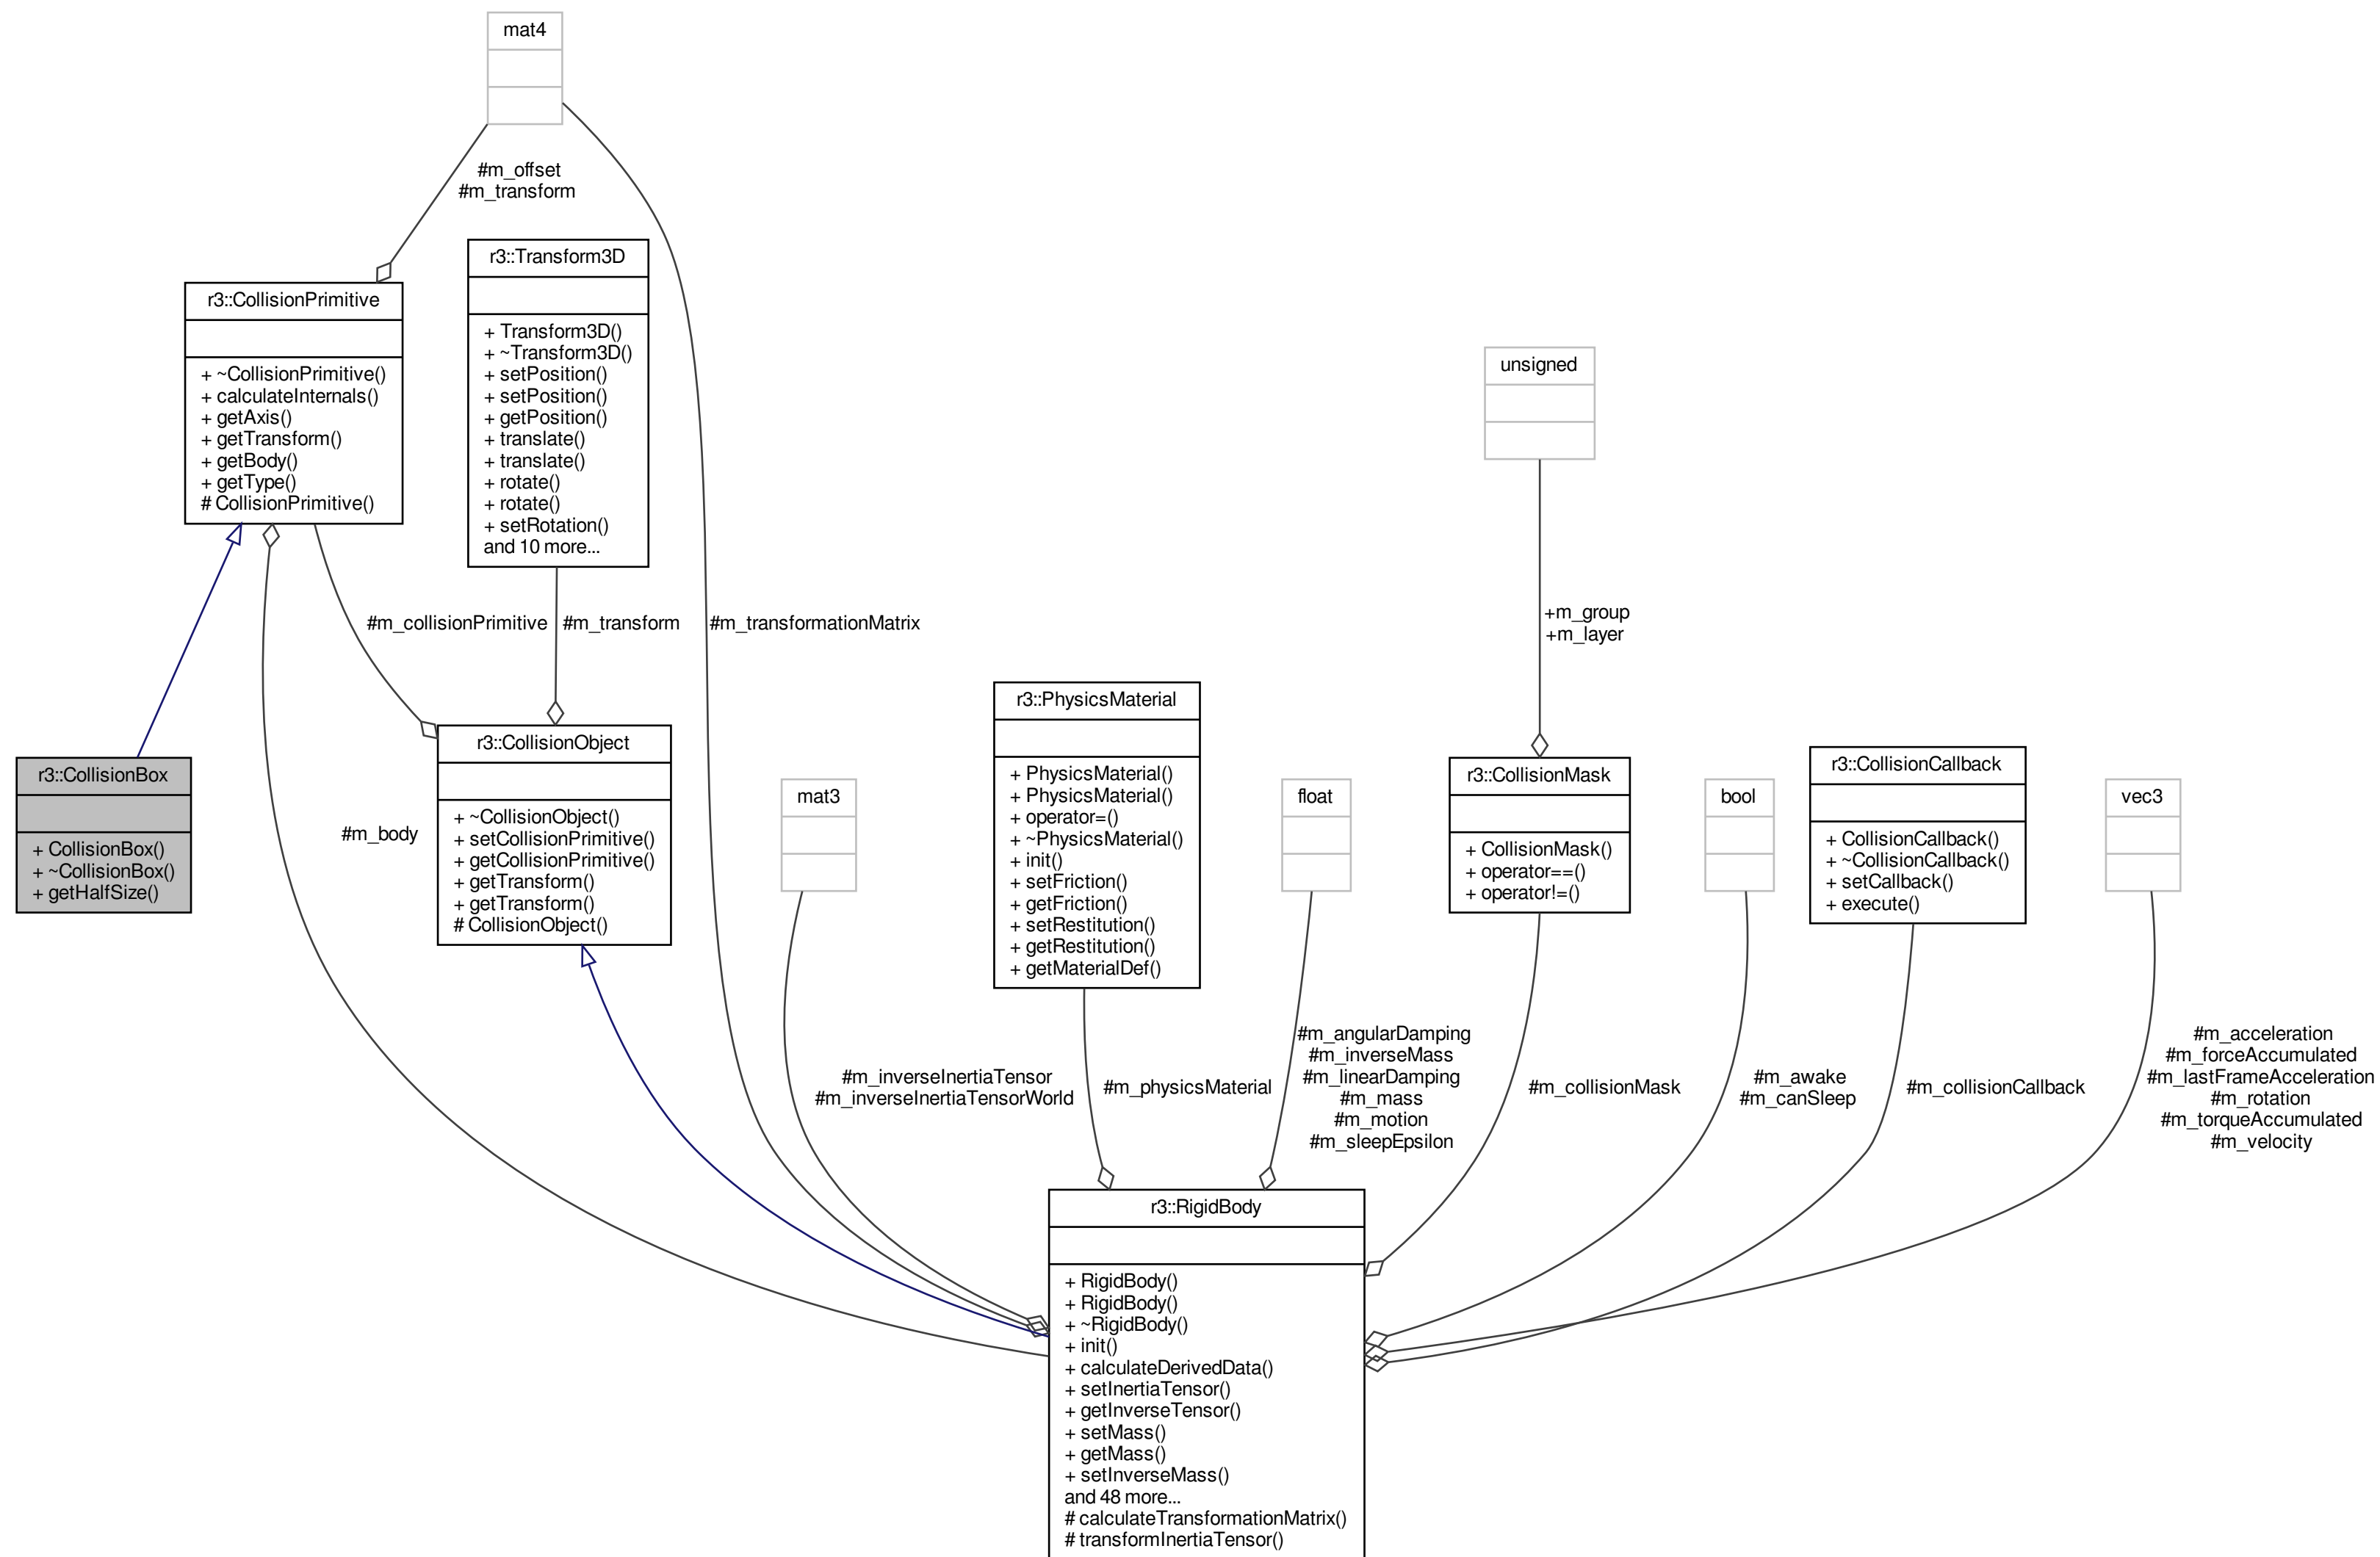 mat4
#m_offset
#m_transform
r3::CollisionPrimitive
+ ~CollisionPrimitive()
+ calculateInternals()
+ getAxis()
+ getTransform()
+ getBody()
+ getType()
# CollisionPrimitive()
r3::Transform3D
+ Transform3D()
+ ~Transform3D()
+ setPosition()
+ setPosition()
+ getPosition()
+ translate()
+ translate()
+ rotate()
+ rotate()
+ setRotation()
and 10 more...
unsigned
#m_collisionPrimitive
#m_transform
#m_transformationMatrix
+m_group
+m_layer
r3::CollisionBox
+ CollisionBox()
+ ~CollisionBox()
+ getHalfSize()
#m_body
r3::CollisionObject
+ ~CollisionObject()
+ setCollisionPrimitive()
+ getCollisionPrimitive()
+ getTransform()
+ getTransform()
# CollisionObject()
mat3
r3::PhysicsMaterial
+ PhysicsMaterial()
+ PhysicsMaterial()
+ operator=()
+ ~PhysicsMaterial()
+ init()
+ setFriction()
+ getFriction()
+ setRestitution()
+ getRestitution()
+ getMaterialDef()
float
r3::CollisionMask
+ CollisionMask()
+ operator==()
+ operator!=()
bool
r3::CollisionCallback
+ CollisionCallback()
+ ~CollisionCallback()
+ setCallback()
+ execute()
vec3
#m_inverseInertiaTensor
#m_inverseInertiaTensorWorld
#m_physicsMaterial
#m_angularDamping
#m_inverseMass
#m_linearDamping
#m_mass
#m_motion
#m_sleepEpsilon
#m_collisionMask
#m_awake
#m_canSleep
#m_collisionCallback
#m_acceleration
#m_forceAccumulated
#m_lastFrameAcceleration
#m_rotation
#m_torqueAccumulated
#m_velocity
r3::RigidBody
+ RigidBody()
+ RigidBody()
+ ~RigidBody()
+ init()
+ calculateDerivedData()
+ setInertiaTensor()
+ getInverseTensor()
+ setMass()
+ getMass()
+ setInverseMass()
and 48 more...
# calculateTransformationMatrix()
# transformInertiaTensor()